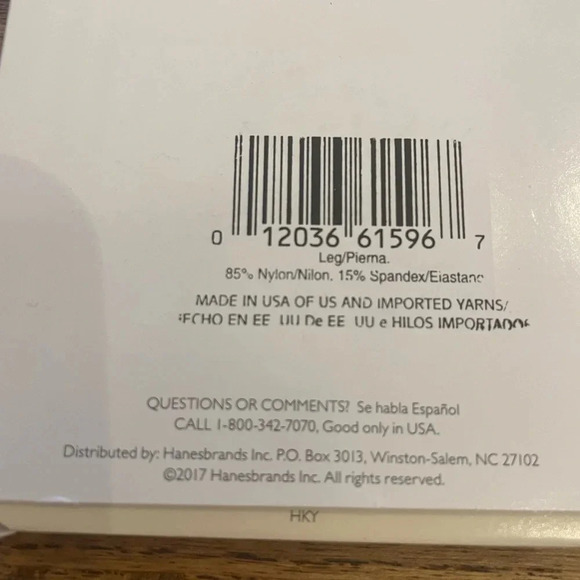 0 12036 61596 7
Leg/Pierna.
85% Nylon/Nilon. 15% Spandex/Elastano
MADE IN USA OF US AND IMPORTED YARNS/
HECHO EN EE UU De EE UU e HILOS IMPORTADOS
QUESTIONS OR COMMENTS? Se habla Español
CALL 1-800-342-7070, Good only in USA.
Distributed by: Hanesbrands Inc. P.O. Box 3013, Winston-Salem, NC 27102
©2017 Hanesbrands Inc. All rights reserved.
HKY